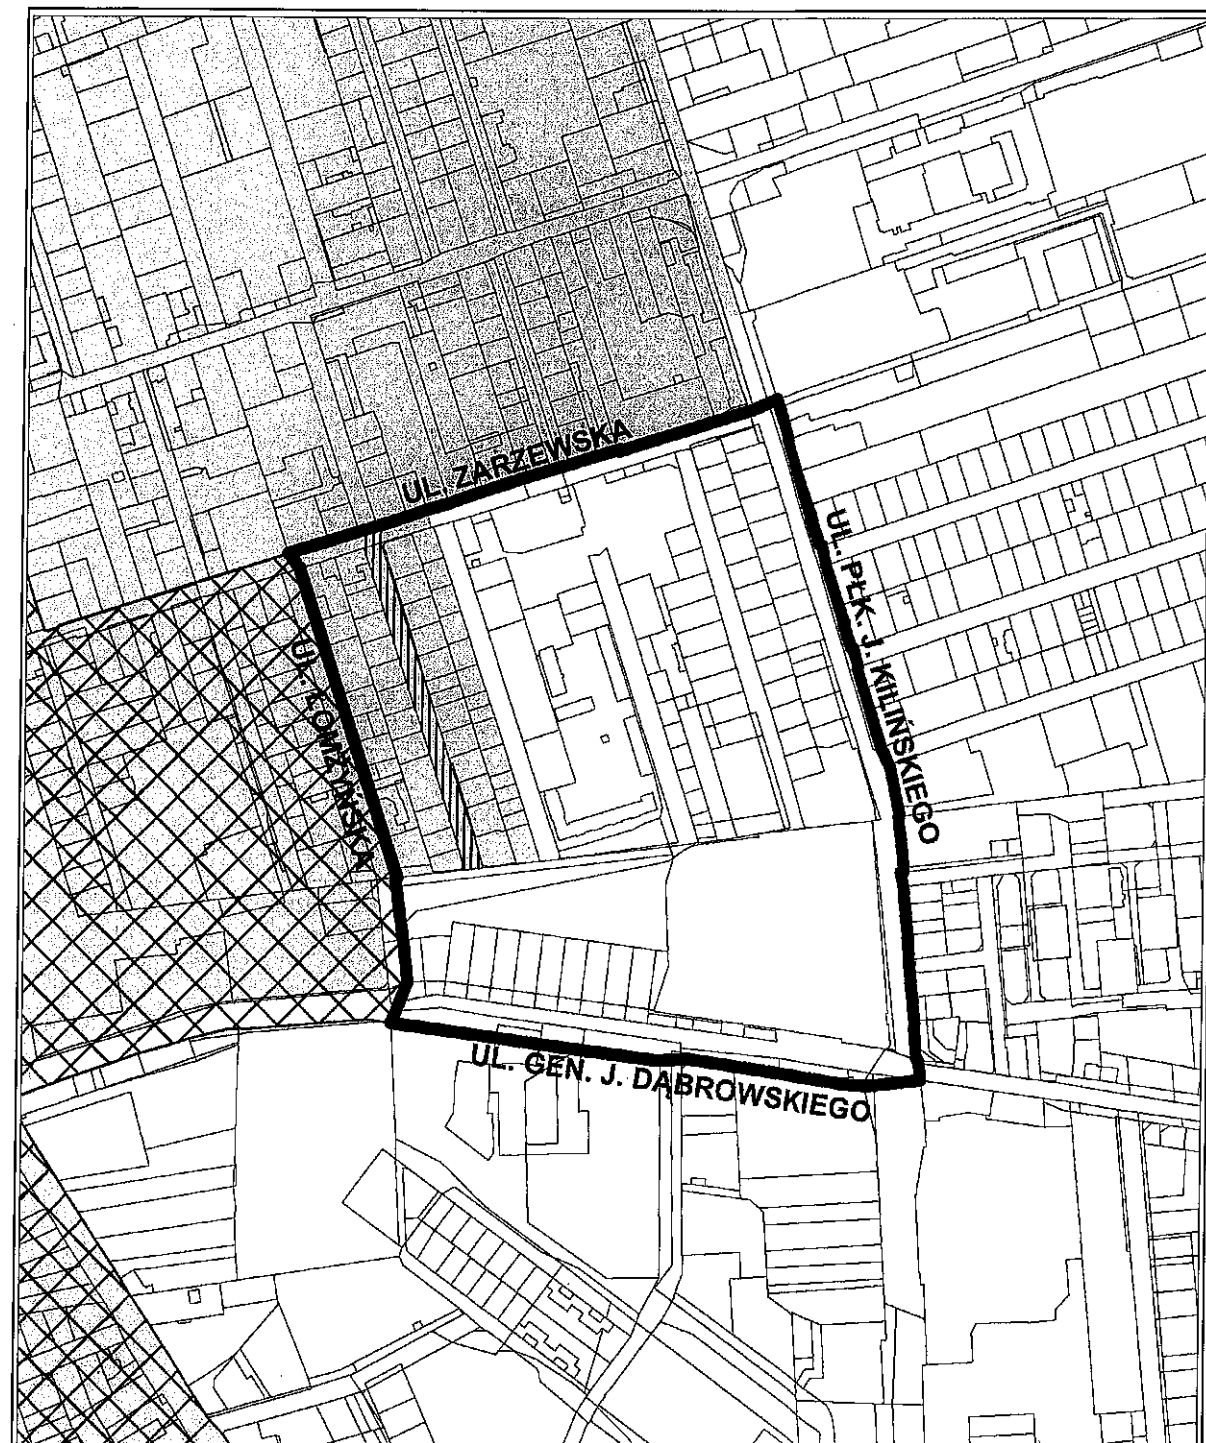 UL. ZARZEWSKA
UL. PŁK. J. KILIŃSKIEGO
UL. ŁOMŻYŃSKA
UL. GEN. J. DĄBROWSKIEGO